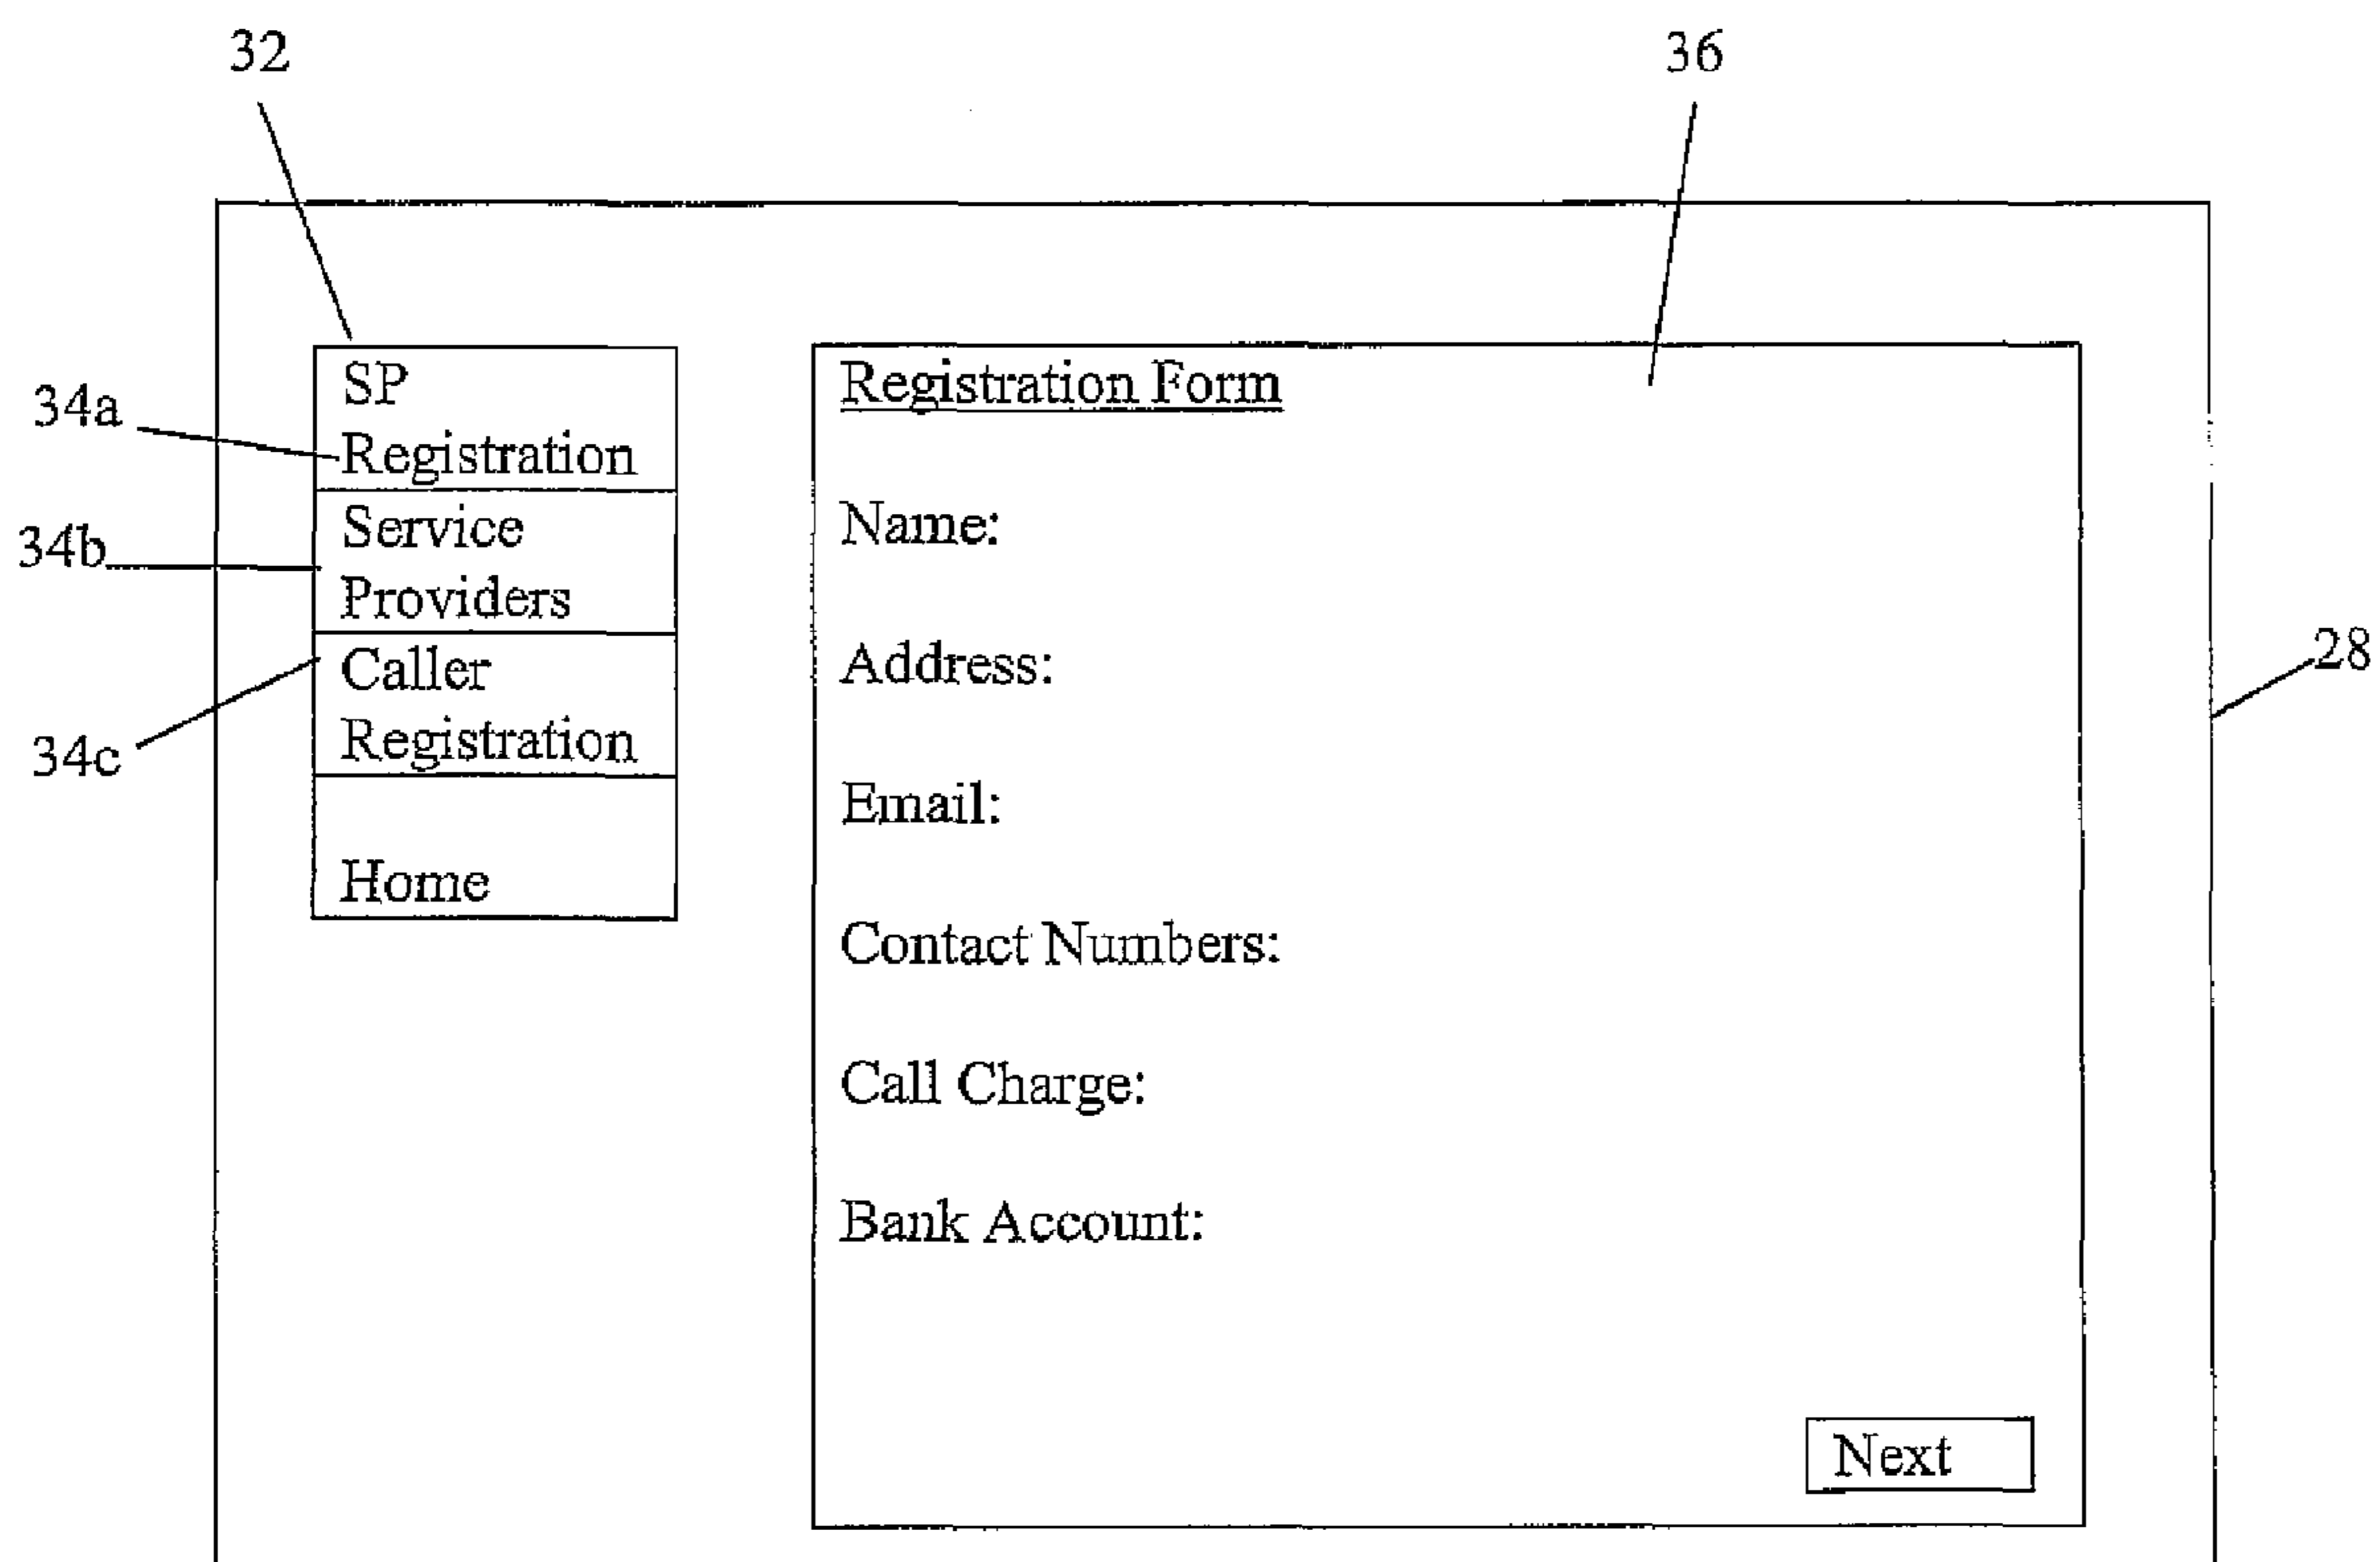 32
36
SP
Registration
34a
Service
Providers
34b
Caller
Registration
34c
Home
Registration Form
Name:
Address:
Email:
Contact Numbers:
Call Charge:
Bank Account:
Next
28